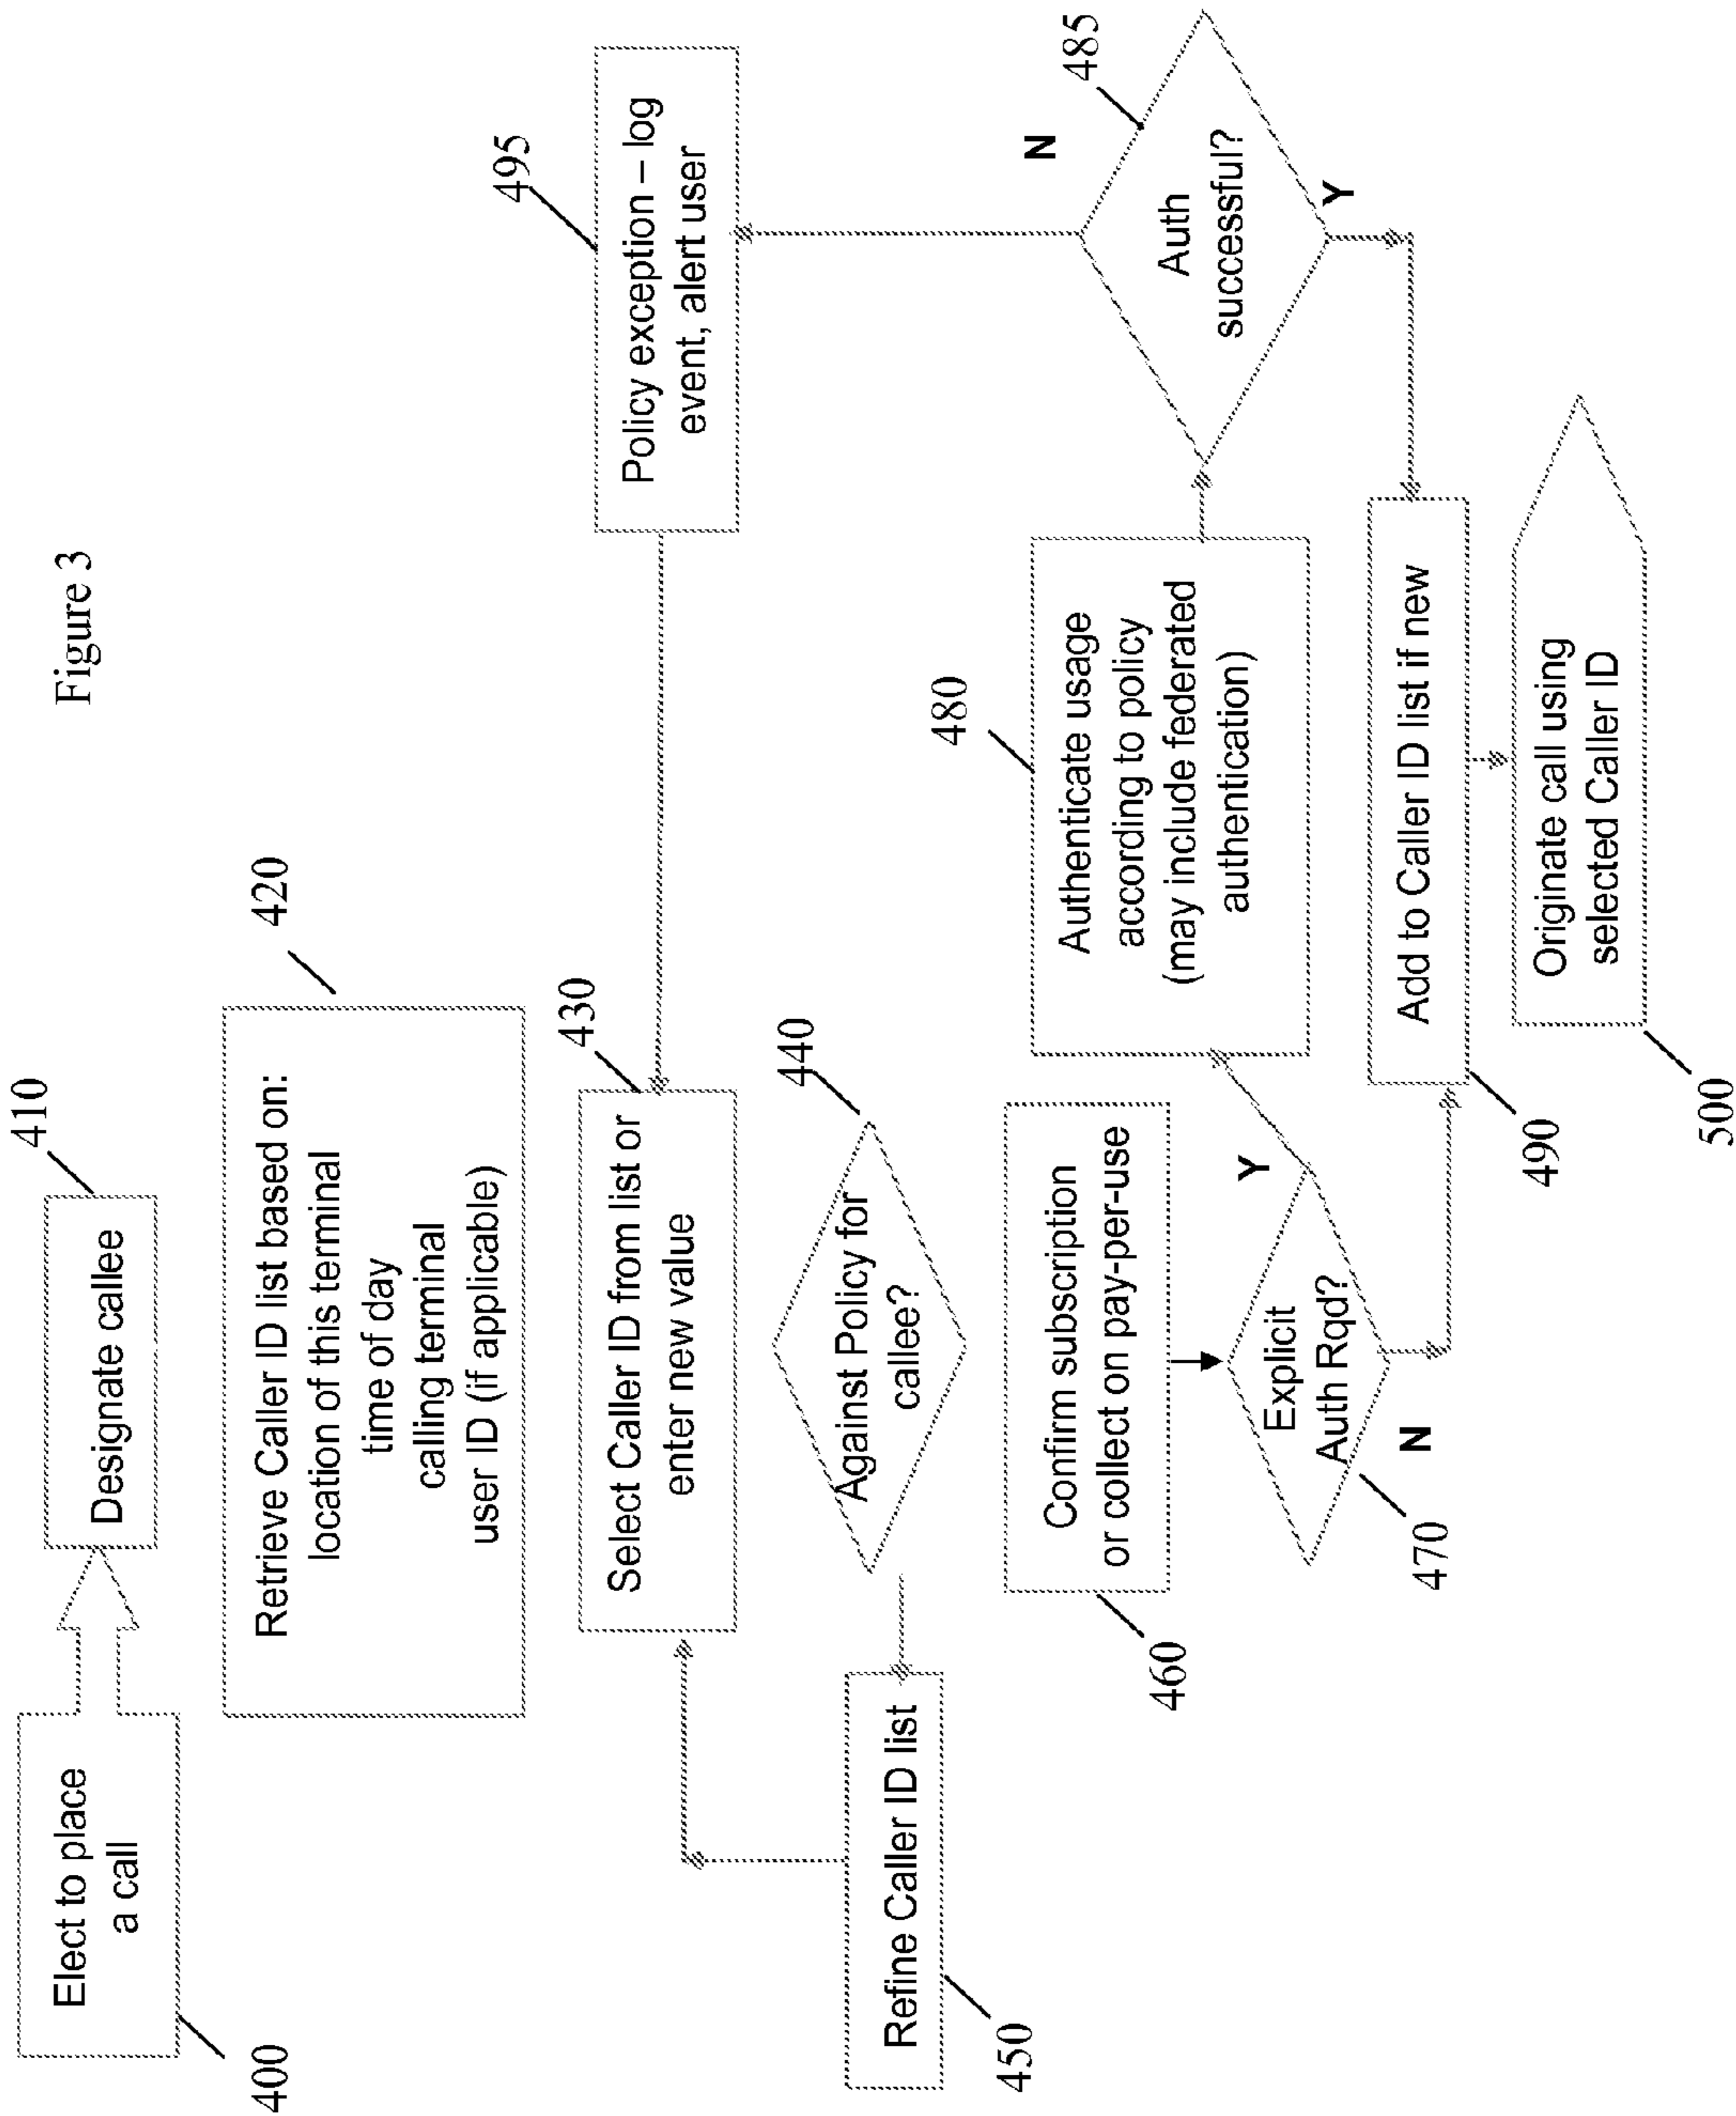 Figure 3
400
Elect to place
a call
410
Designate callee
420
Retrieve Caller ID list based on:
location of this terminal
time of day
calling terminal
user ID (if applicable)
430
Select Caller ID from list or
enter new value
495
Policy exception – log
event, alert user
440
Against Policy for
callee?
450
Refine Caller ID list
460
Confirm subscription
or collect on pay-per-use
470
Explicit
Auth Rqd?
Y
N
480
Authenticate usage
according to policy
(may include federated
authentication)
485
Auth
successful?
N
Y
490
Add to Caller ID list if new
500
Originate call using
selected Caller ID